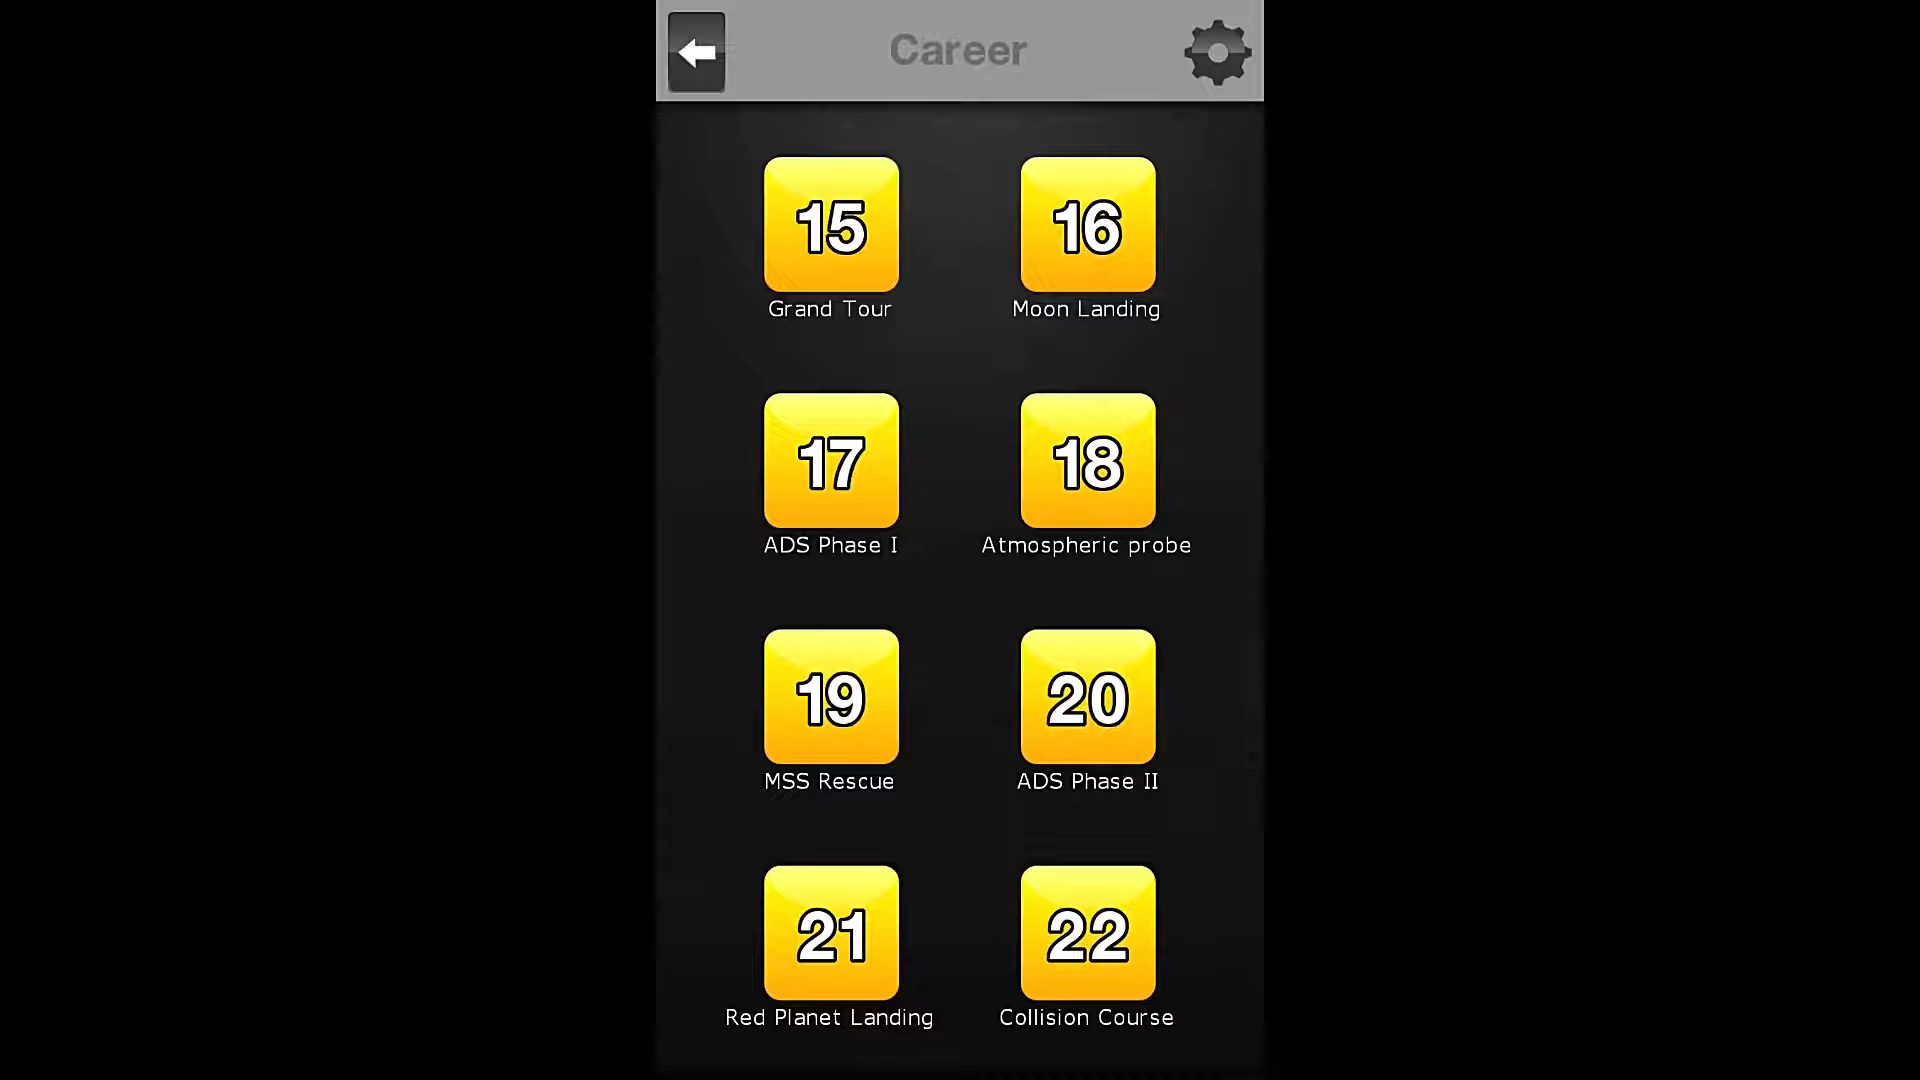 Career
15
16
Grand Tour
Moon Landing
17
18
ADS Phase I
Atmospheric probe
19
20
MSS Rescue
ADS Phase II
21
22
Red Planet Landing
Collision Course